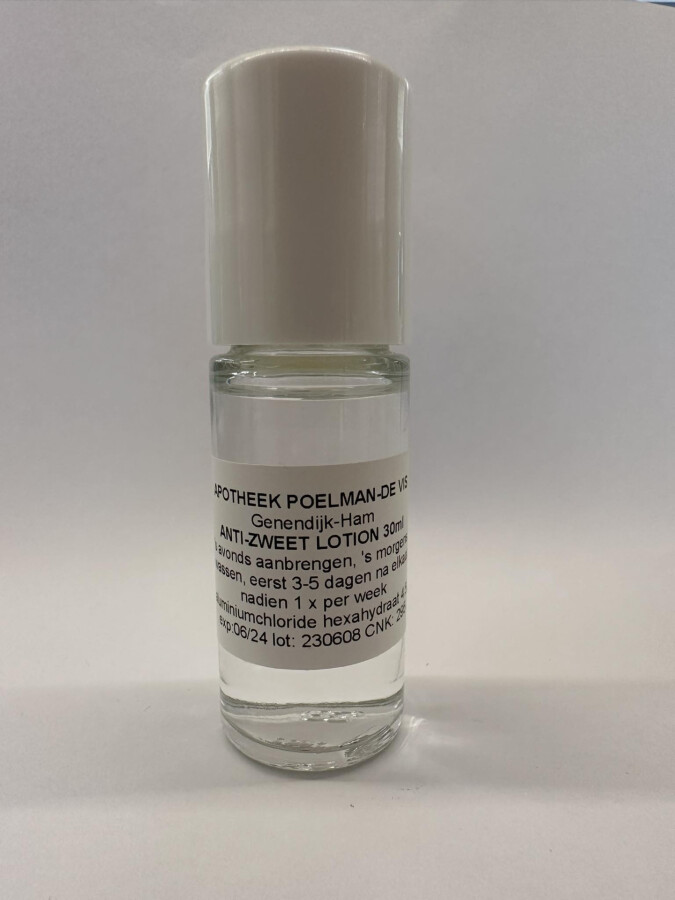 APOTHEEK POELMAN-DE VIS
Genendijk-Ham
ANTI-ZWEET LOTION 30ml
avonds aanbrengen, 's morgens
wassen, eerst 3-5 dagen na elkaar
nadien 1 x per week
aluminiumchloride hexahydraat
exp:06/24 lot: 230608 CNK: